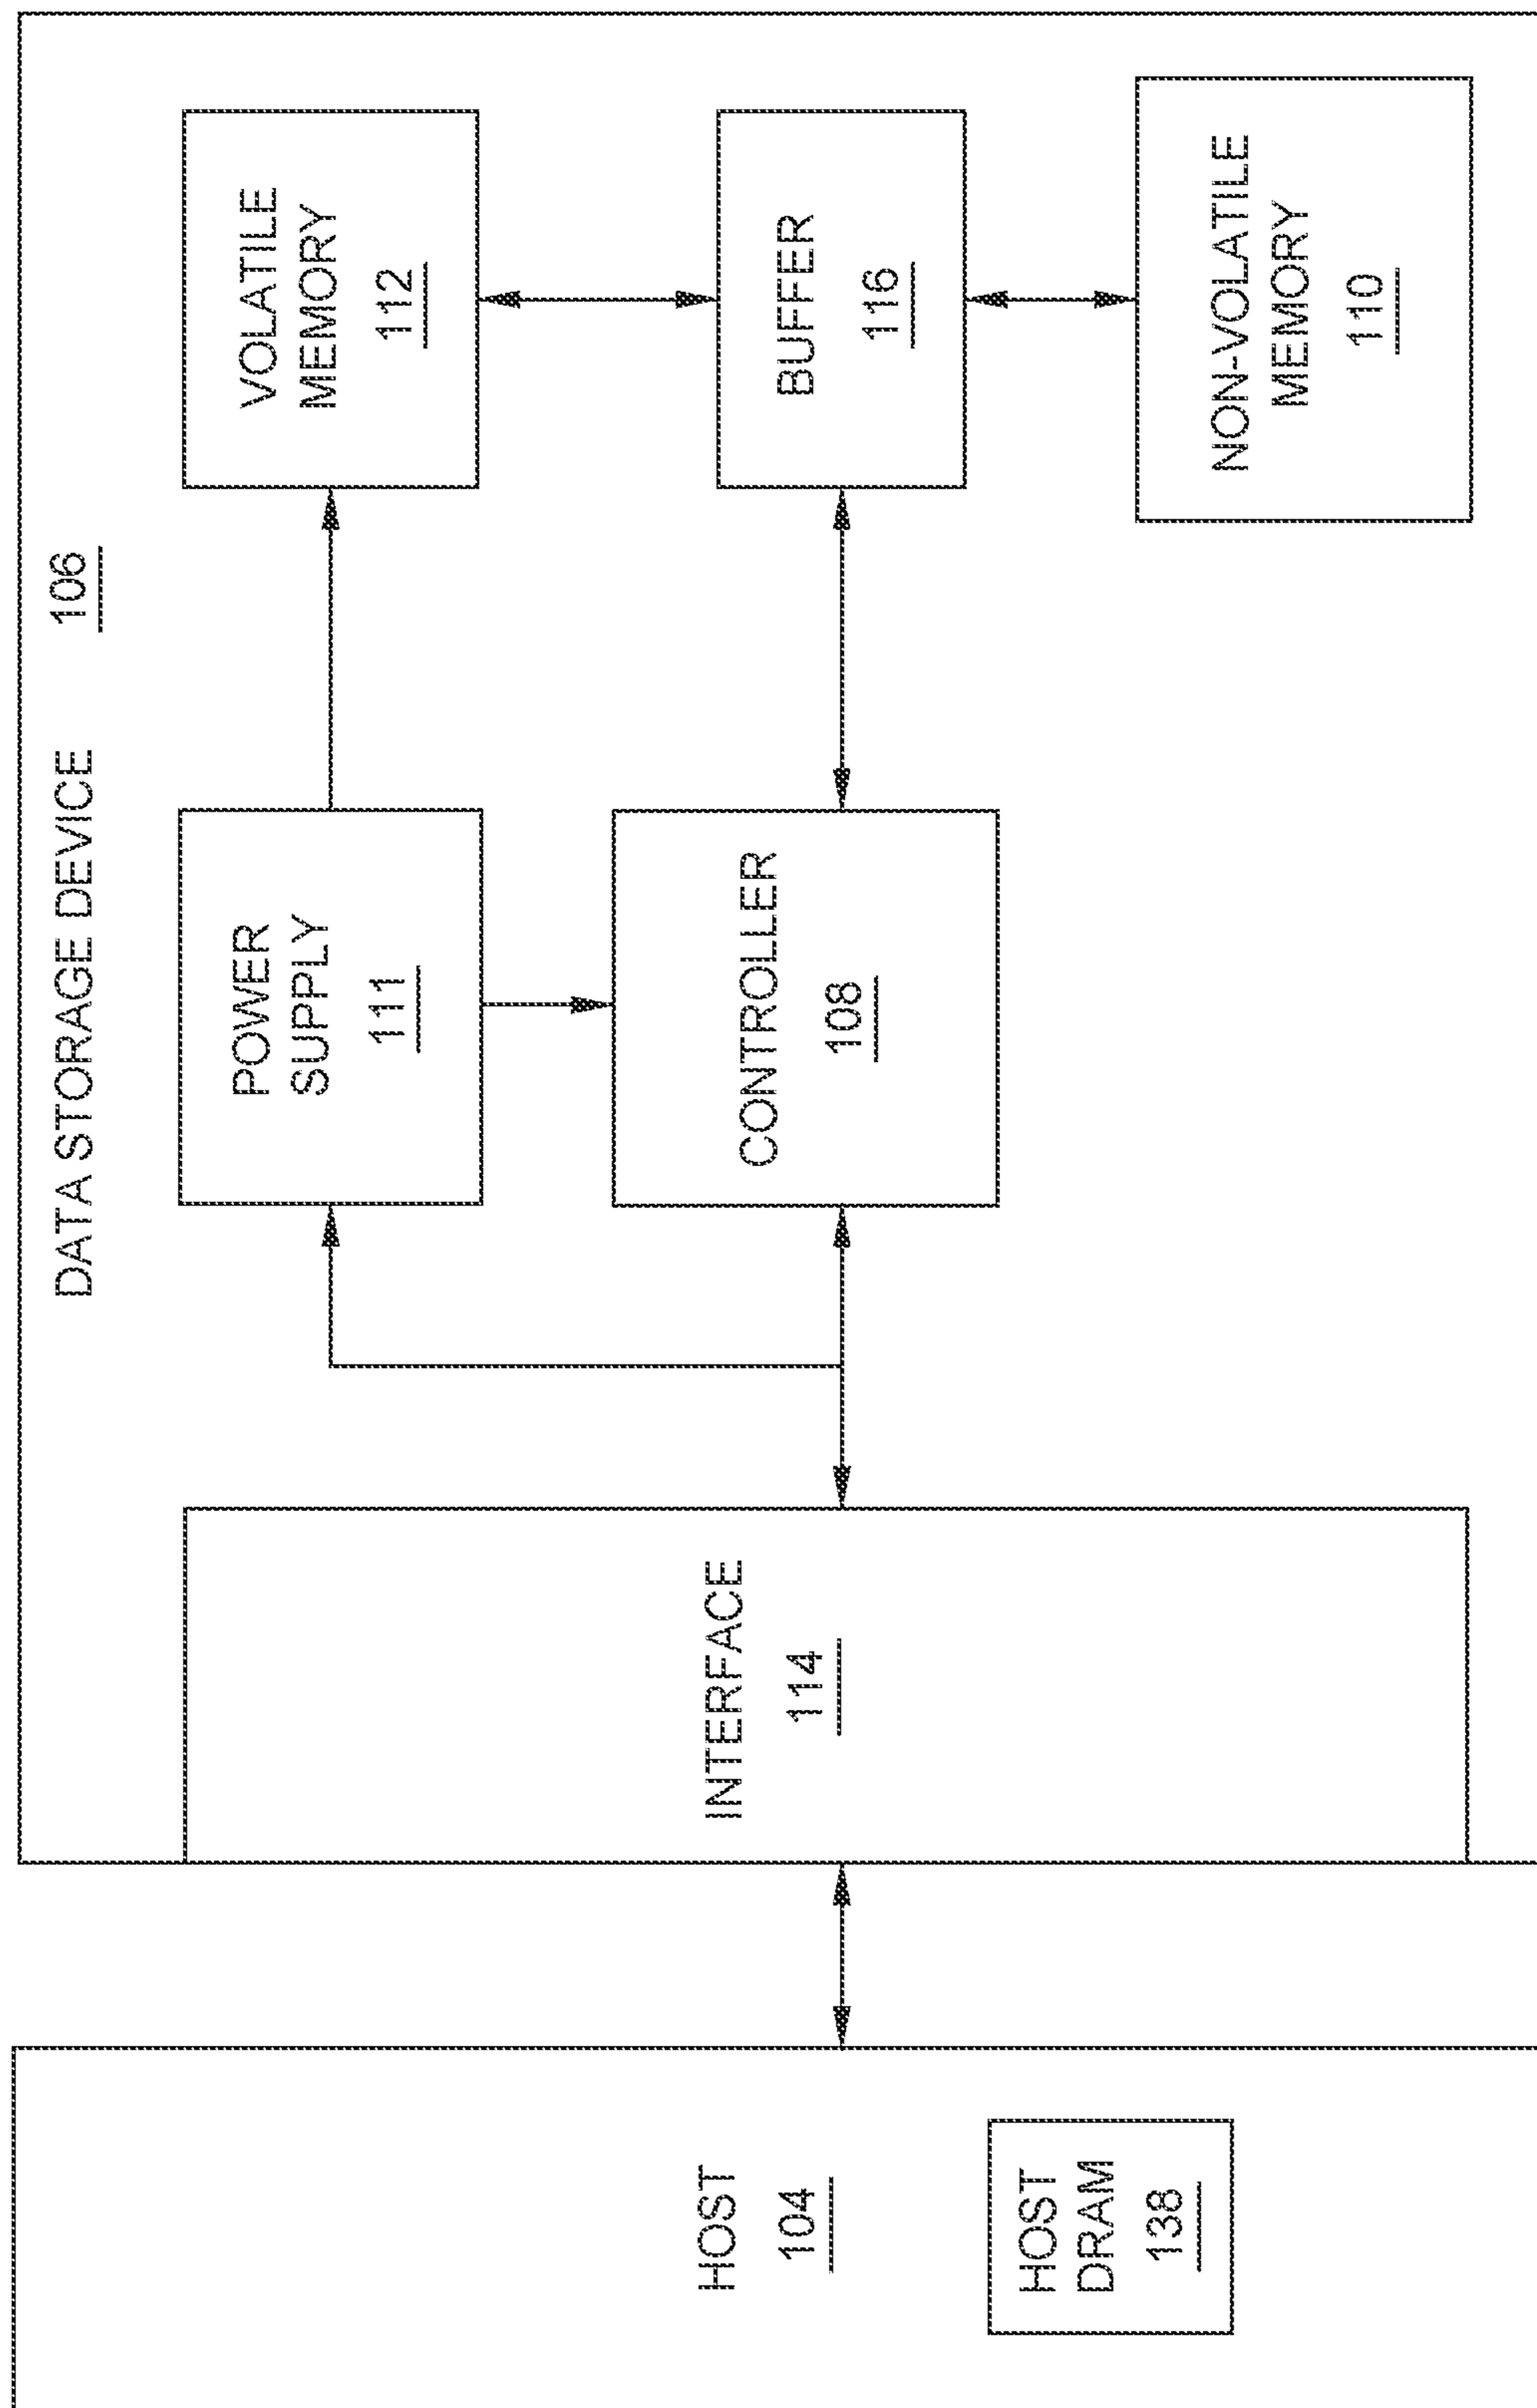 DATA STORAGE DEVICE 106
HOST
104
HOST
DRAM
138
INTERFACE
114
POWER
SUPPLY
111
CONTROLLER
108
VOLATILE
MEMORY
112
BUFFER
116
NON-VOLATILE
MEMORY
110